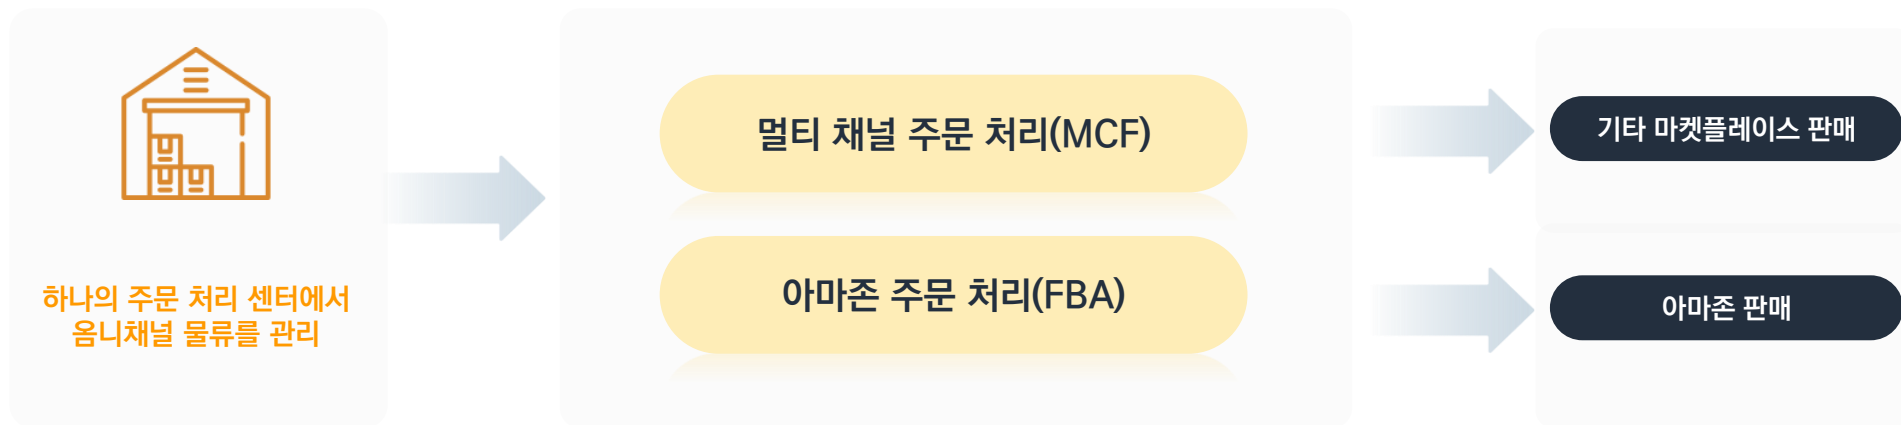 하나의 주문 처리 센터에서
옴니채널 물류를 관리
멀티 채널 주문 처리(MCF)
아마존 주문 처리(FBA)
기타 마켓플레이스 판매
아마존 판매